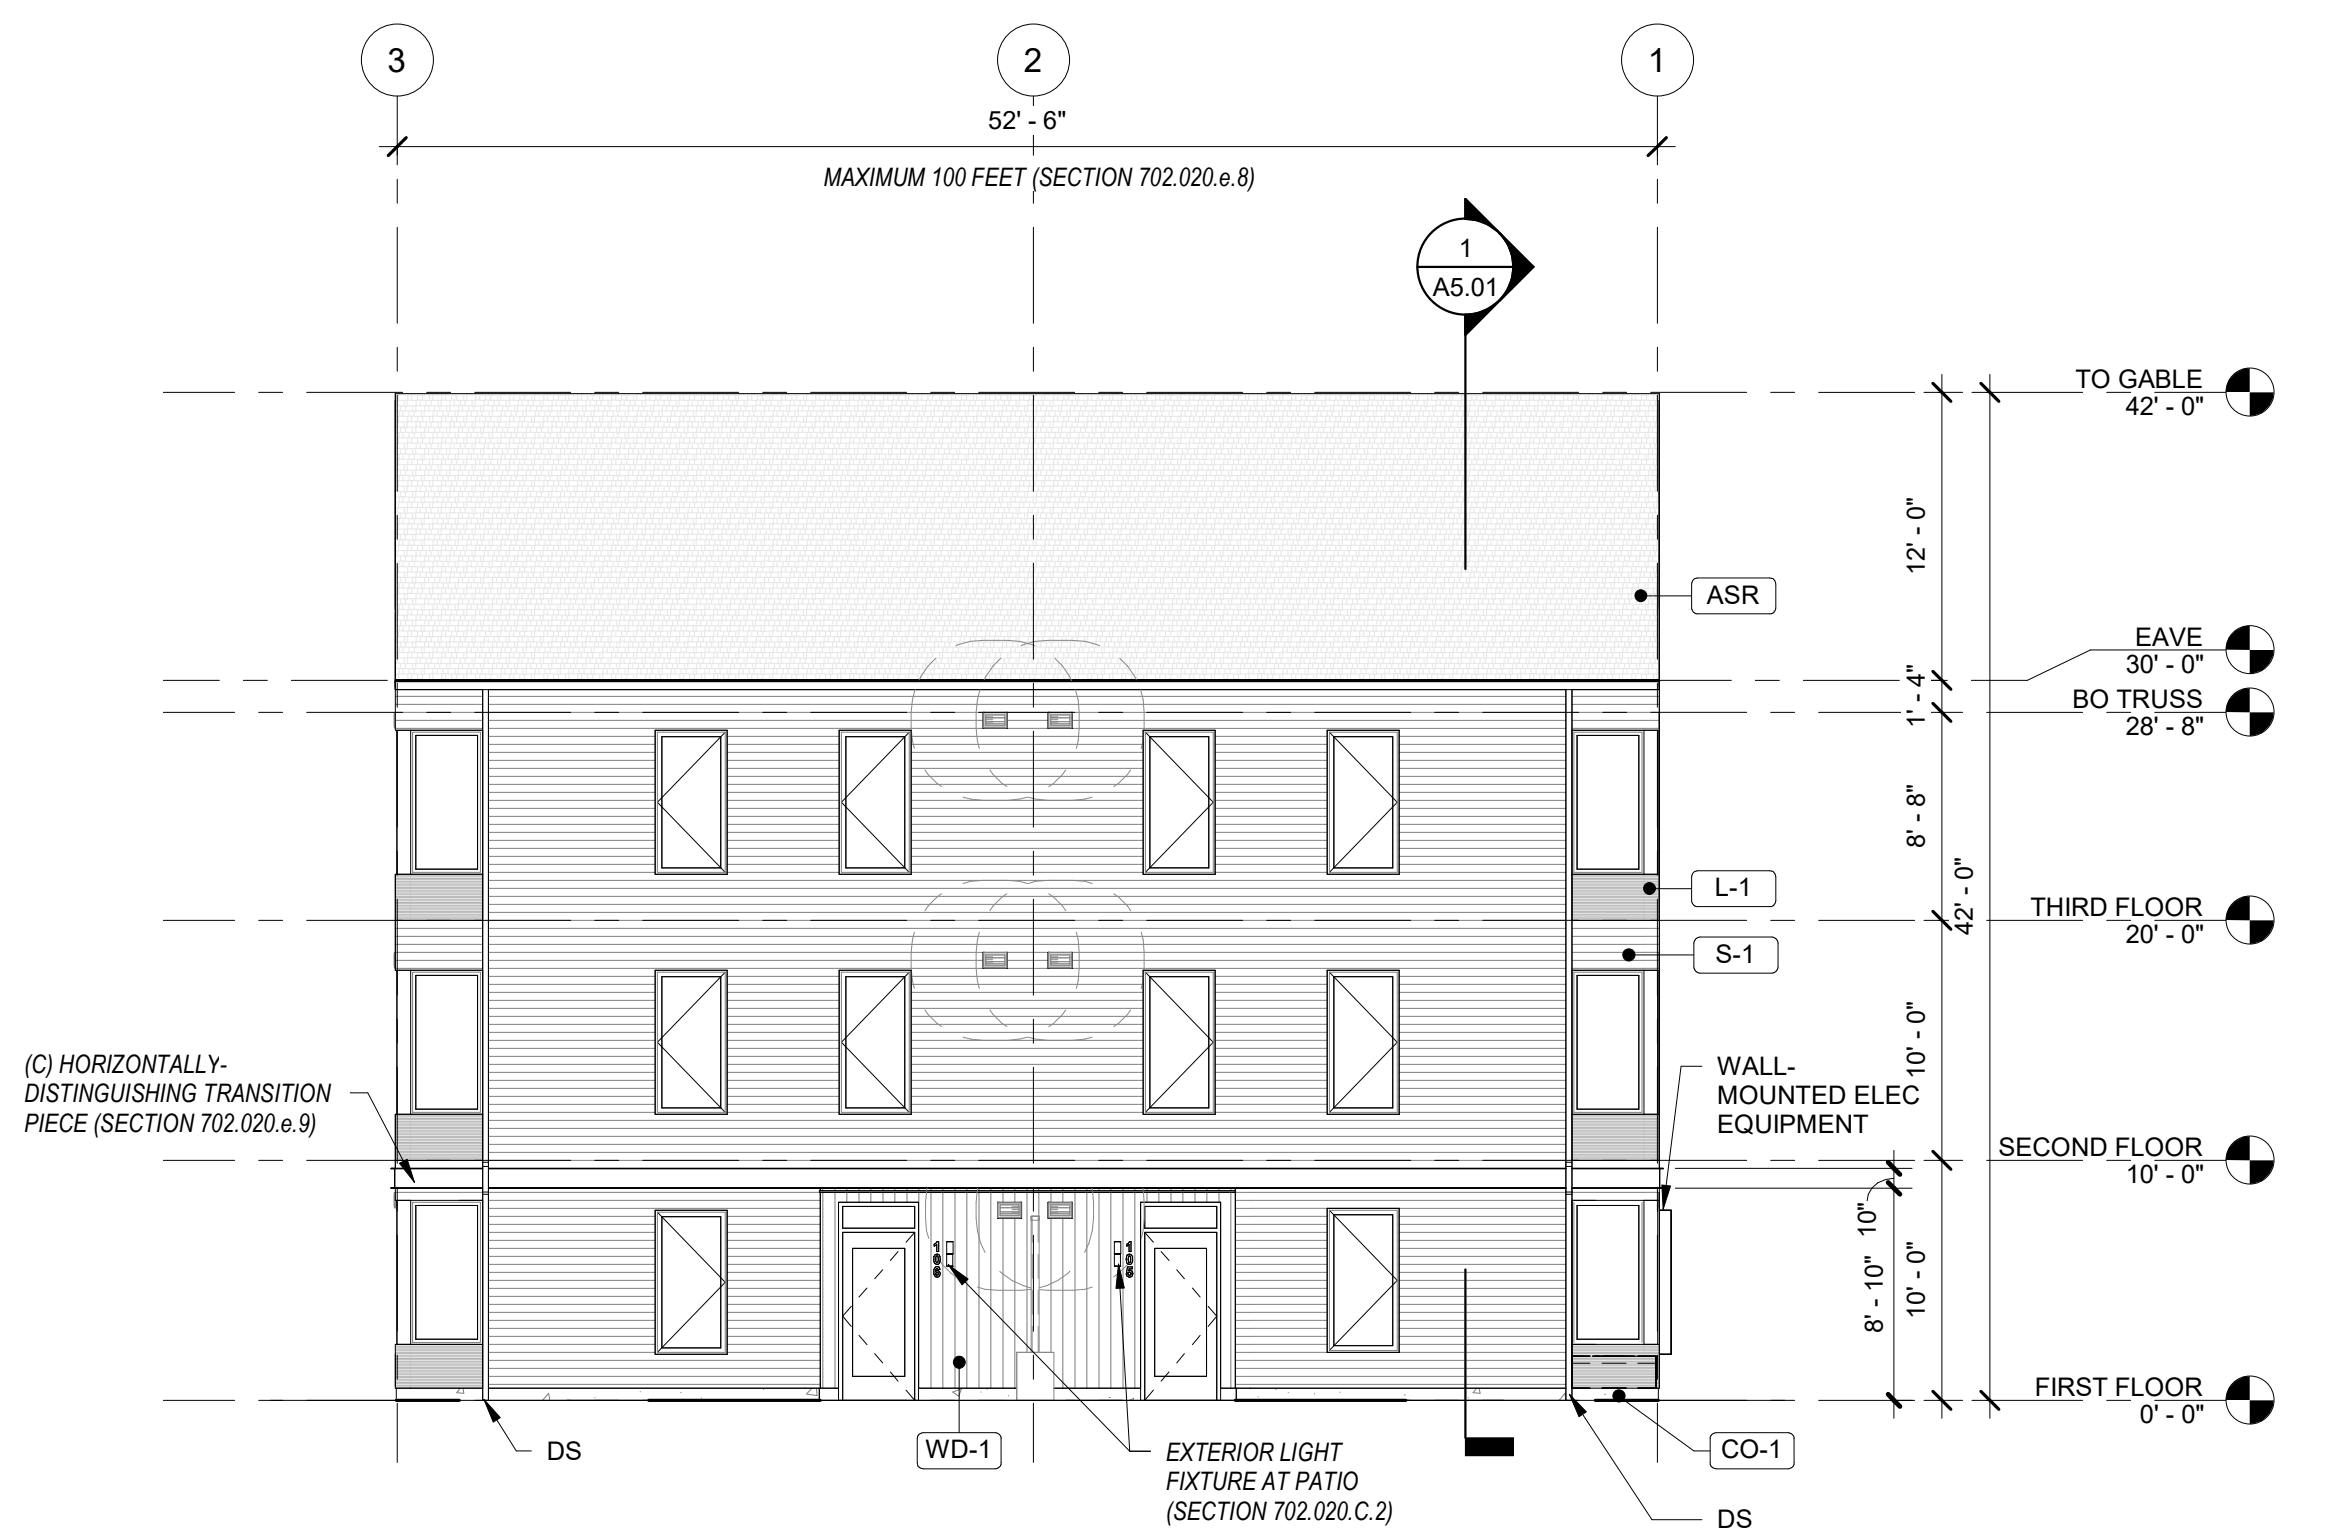 3
2
1
52' - 6"
MAXIMUM 100 FEET (SECTION 702.020.e.8)
1
A5.01
TO GABLE
42' - 0"
12' - 0"
ASR
EAVE
30' - 0"
1' - 4"
BO TRUSS
28' - 8"
8' - 8"
42' - 0"
L-1
THIRD FLOOR
20' - 0"
S-1
10' - 0"
(C) HORIZONTALLY-
DISTINGUISHING TRANSITION
PIECE (SECTION 702.020.e.9)
WALL-
MOUNTED ELEC
EQUIPMENT
SECOND FLOOR
10' - 0"
10"
8' - 10"
10' - 0"
106
105
FIRST FLOOR
0' - 0"
DS
WD-1
EXTERIOR LIGHT
FIXTURE AT PATIO
(SECTION 702.020.C.2)
CO-1
DS